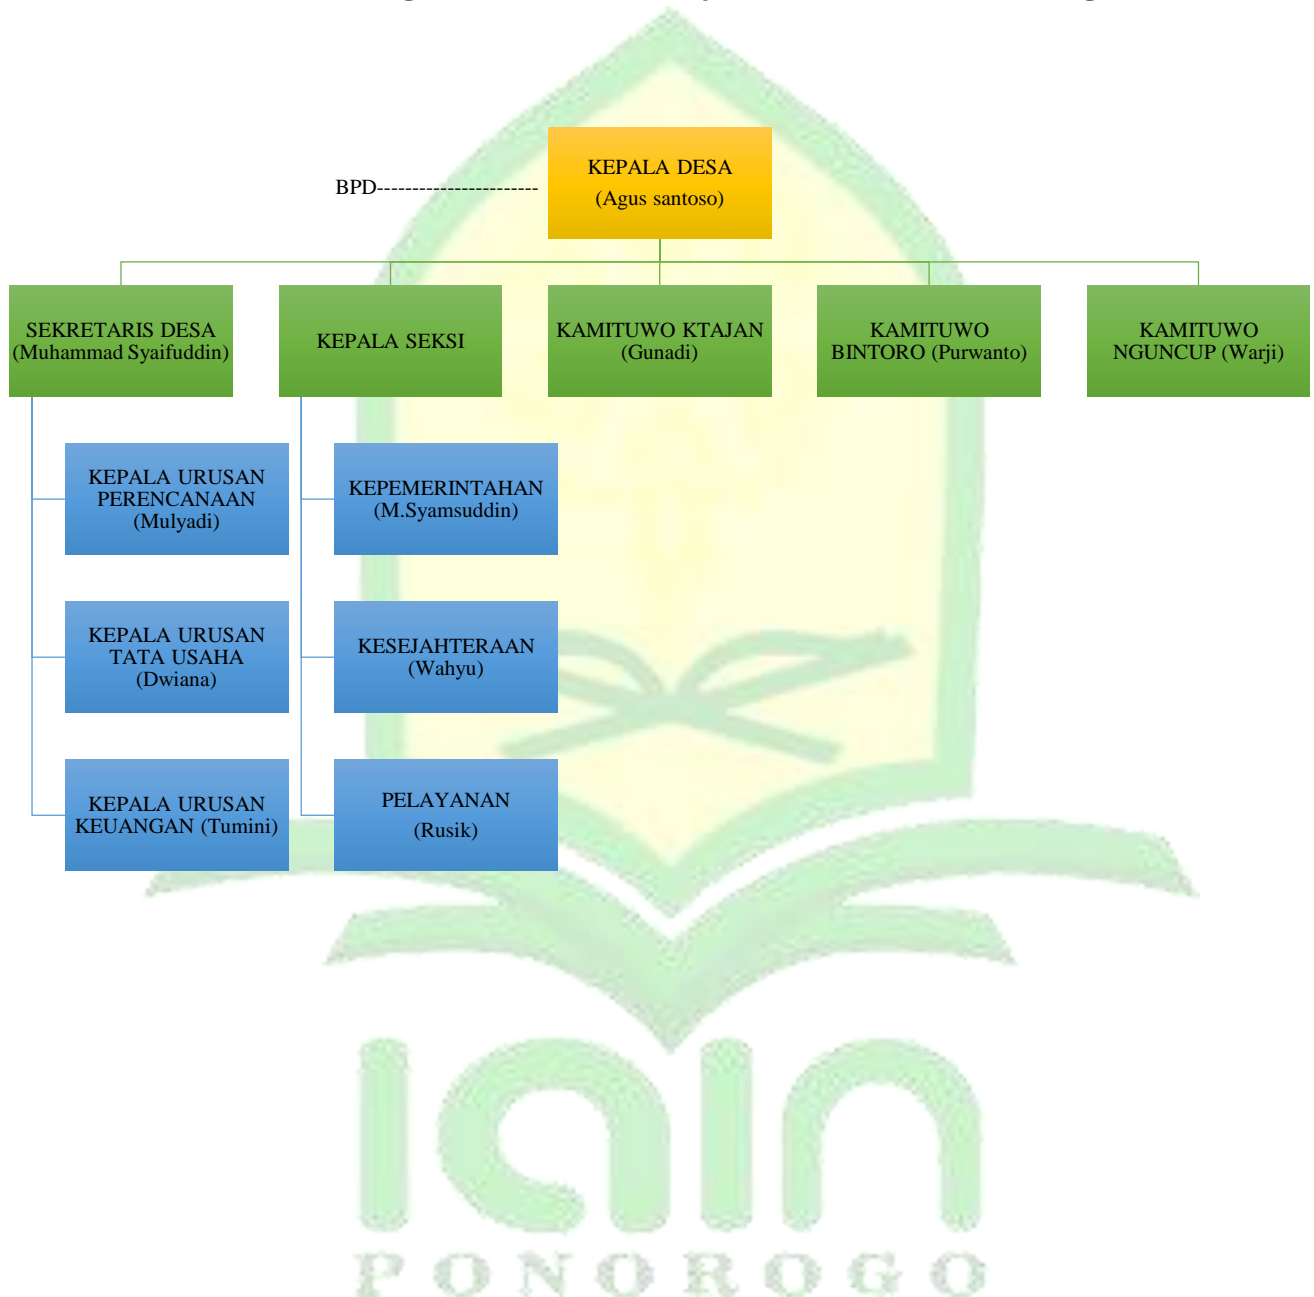 KEPALA DESA
(Agus santoso)
BPD-----------------------
SEKRETARIS DESA
(Muhammad Syaifuddin)
KEPALA SEKSI
KAMITUWO KTAJAN
(Gunadi)
KAMITUWO
BINTORO (Purwanto)
KAMITUWO
NGUNCUP (Warji)
KEPALA URUSAN
PERENCANAAN
(Mulyadi)
KEPEMERINTAHAN
(M.Syamsuddin)
KEPALA URUSAN
TATA USAHA
(Dwiana)
KESEJAHTERAAN
(Wahyu)
KEPALA URUSAN
KEUANGAN (Tumini)
PELAYANAN
(Rusik)
iain
PONOROGO